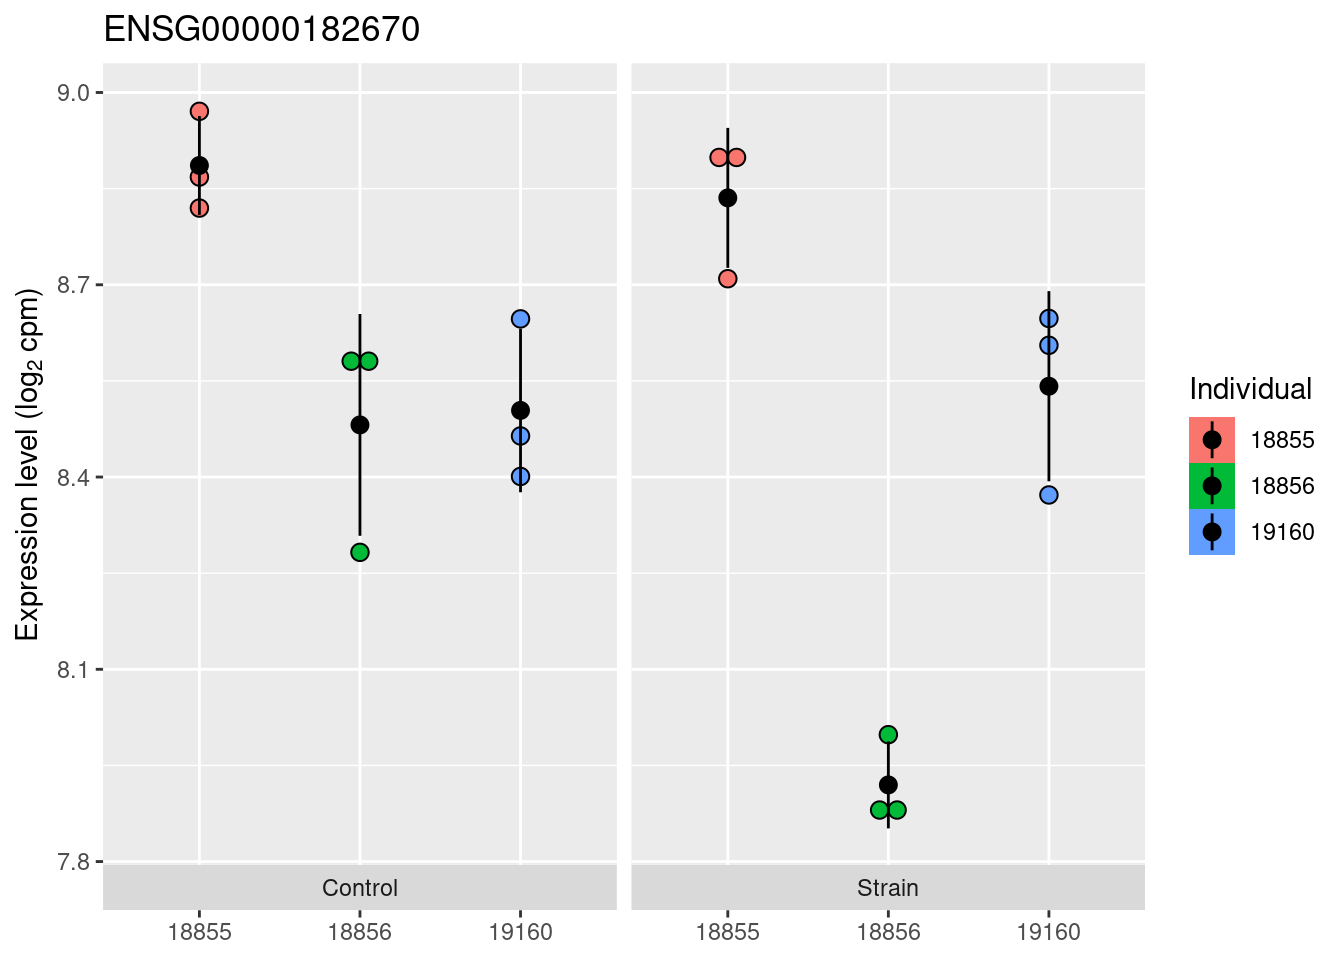 ENSG00000182670
Expression level (log₂ cpm)
9.0
8.7
8.4
8.1
7.8
Control
Strain
18855
18856
19160
18855
18856
19160
Individual
18855
18856
19160